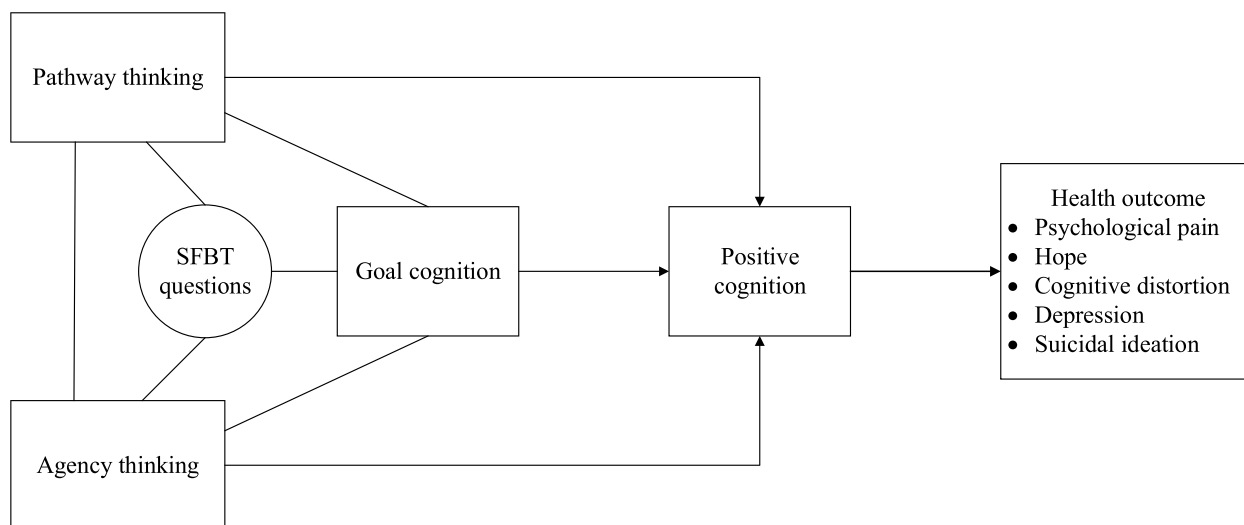 Pathway thinking
SFBT
questions
Goal cognition
Agency thinking
Positive
cognition
Health outcome
• Psychological pain
• Hope
• Cognitive distortion
• Depression
• Suicidal ideation